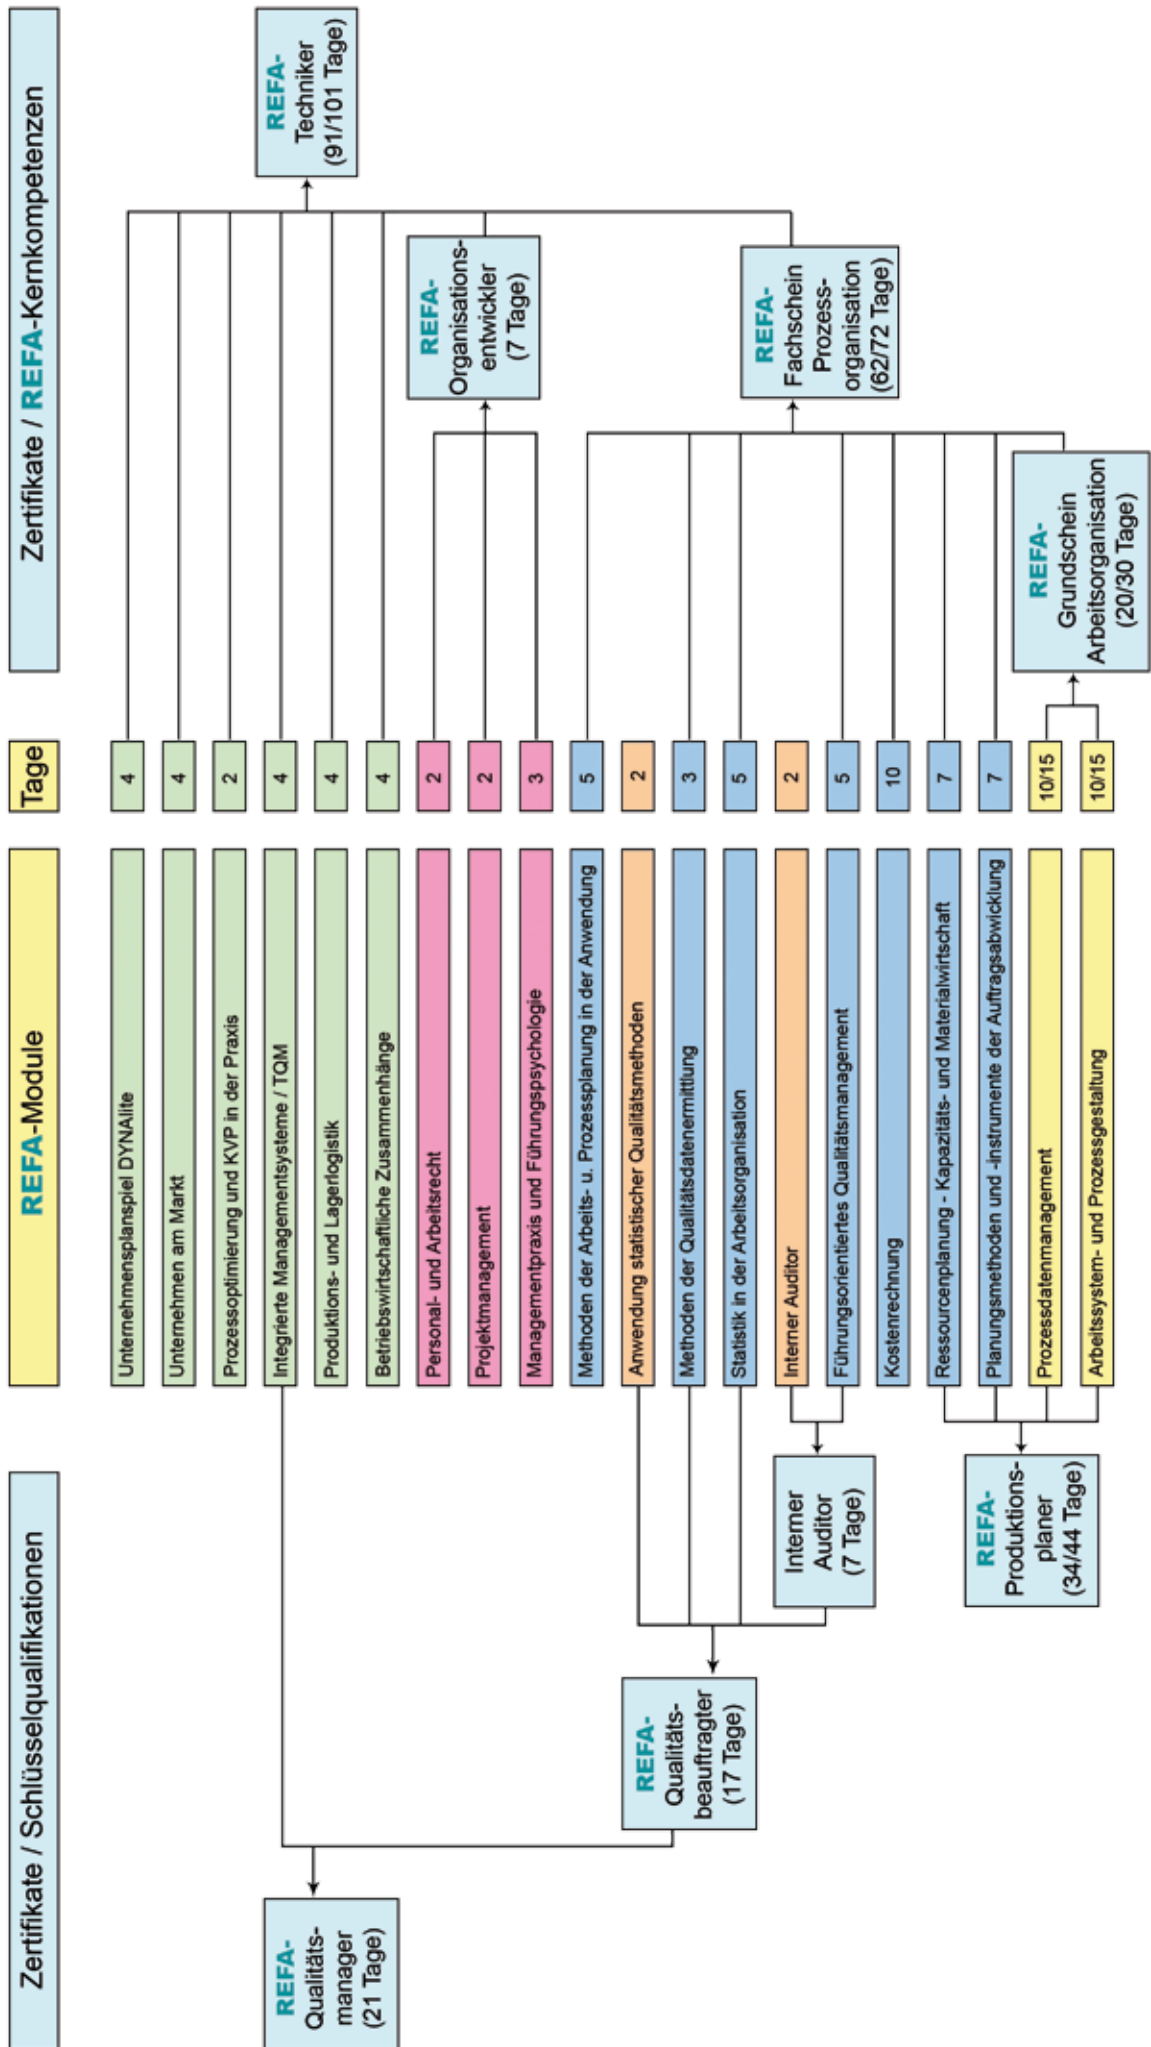 Zertifikate / Schlüsselqualifikationen
REFA-Module
Tage
Zertifikate / REFA-Kernkompetenzen
Unternehmensplanspiel DYNAlite
4
Unternehmen am Markt
4
Prozessoptimierung und KVP in der Praxis
2
Integrierte Managementsysteme / TQM
4
Produktions- und Lagerlogistik
4
Betriebswirtschaftliche Zusammenhänge
4
Personal- und Arbeitsrecht
2
Projektmanagement
2
Managementpraxis und Führungspsychologie
3
Methoden der Arbeits- u. Prozessplanung in der Anwendung
5
Anwendung statistischer Qualitätsmethoden
2
Methoden der Qualitätsdatenermittlung
3
Statistik in der Arbeitsorganisation
5
Interner Auditor
2
Führungsorientiertes Qualitätsmanagement
5
Kostenrechnung
10
Ressourcenplanung - Kapazitäts- und Materialwirtschaft
7
Planungsmethoden und -instrumente der Auftragsabwicklung
7
Prozessdatenmanagement
10/15
Arbeitssystem- und Prozessgestaltung
10/15
REFA-
Qualitäts-
manager
(21 Tage)
REFA-
Qualitäts-
beauftragter
(17 Tage)
Interner
Auditor
(7 Tage)
REFA-
Produktions-
planer
(34/44 Tage)
REFA-
Techniker
(91/101 Tage)
REFA-
Organisations-
entwickler
(7 Tage)
REFA-
Fachschein
Prozess-
organisation
(62/72 Tage)
REFA-
Grundschein
Arbeitsorganisation
(20/30 Tage)